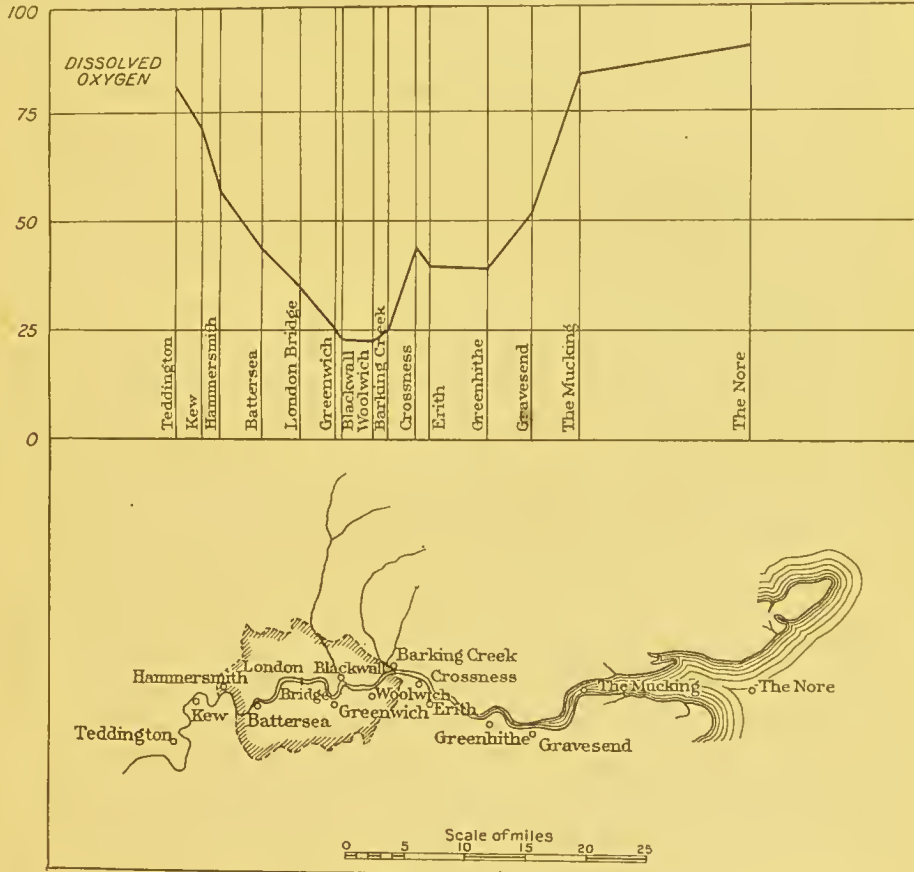 100
DISSOLVED
OXYGEN
75
50
25
0
Teddington
Kew
Hammersmith
Battersea
London Bridge
Greenwich
Blackwall
Woolwich
Barking Creek
Crossness
Erith
Greenhithe
Gravesend
The Mucking
The Nore
Barking Creek
London
Blackwall
Crossness
Hammersmith
Bridge
Woolwich
The Mucking
The Nore
Kew
Battersea
Greenwich
Erith
Teddington
Greenhithe
Gravesend
Scale of miles
0 5 10 15 20 25